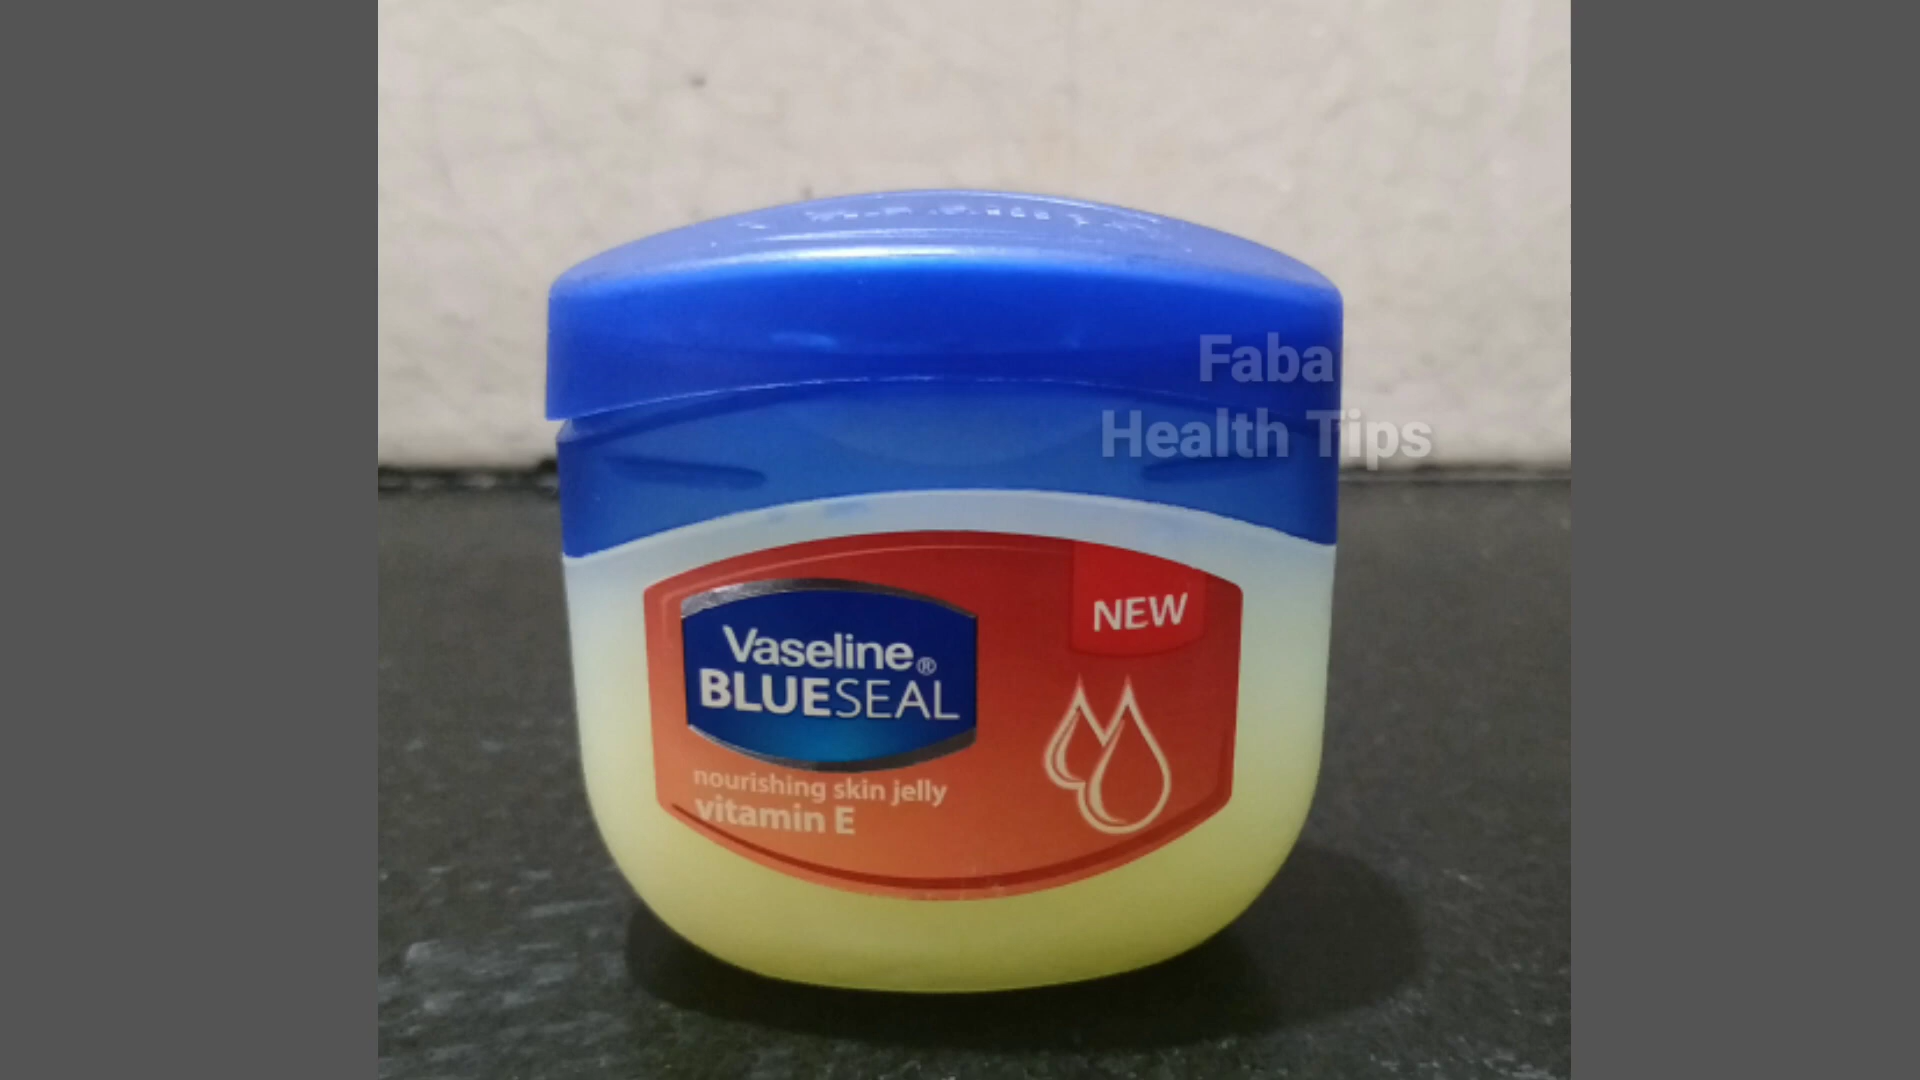 Faba
Health Tips
NEW
Vaseline®
BLUESEAL
nourishing skin jelly
vitamin E